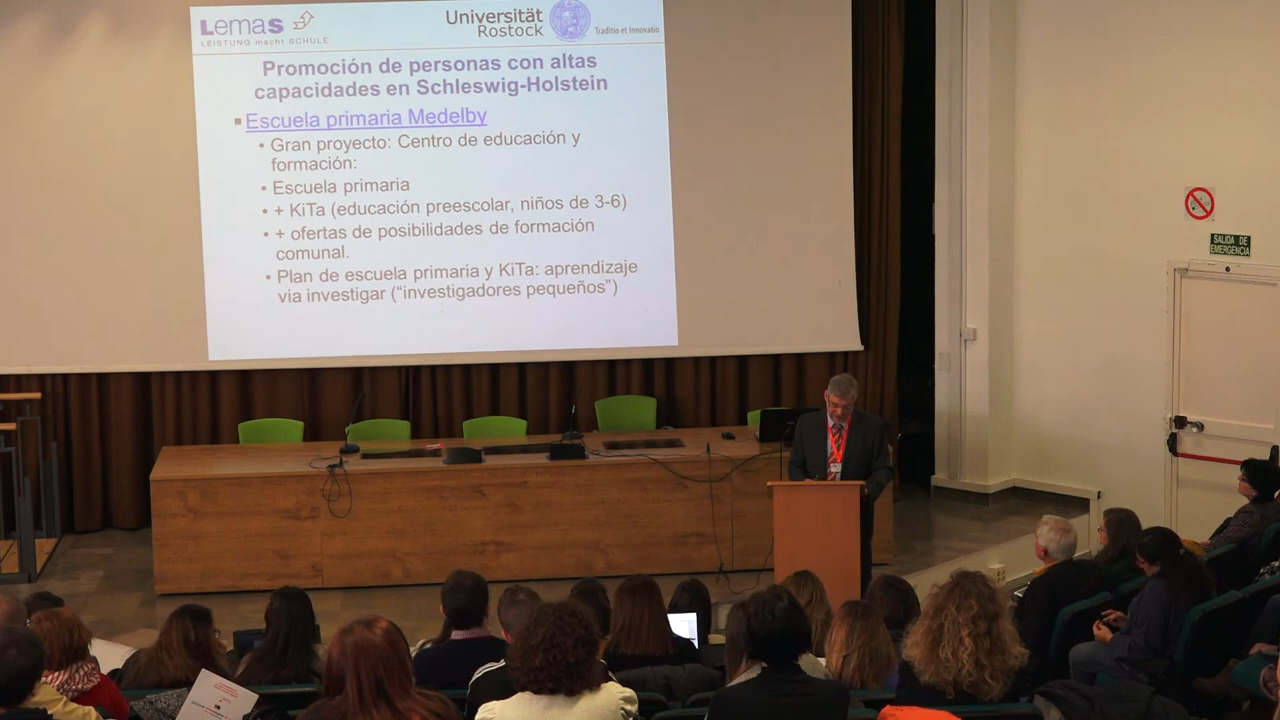 Lemas
LEISTUNG macht SCHULE
Universität
Rostock
Traditio et Innovatio
Promoción de personas con altas
capacidades en Schleswig-Holstein
▪ Escuela primaria Medelby
• Gran proyecto: Centro de educación y
formación:
• Escuela primaria
• + KiTa (educación preescolar, niños de 3-6)
• + ofertas de posibilidades de formación
comunal.
• Plan de escuela primaria y KiTa: aprendizaje
via investigar (“investigadores pequeños”)
SALIDA DE
EMERGENCIA